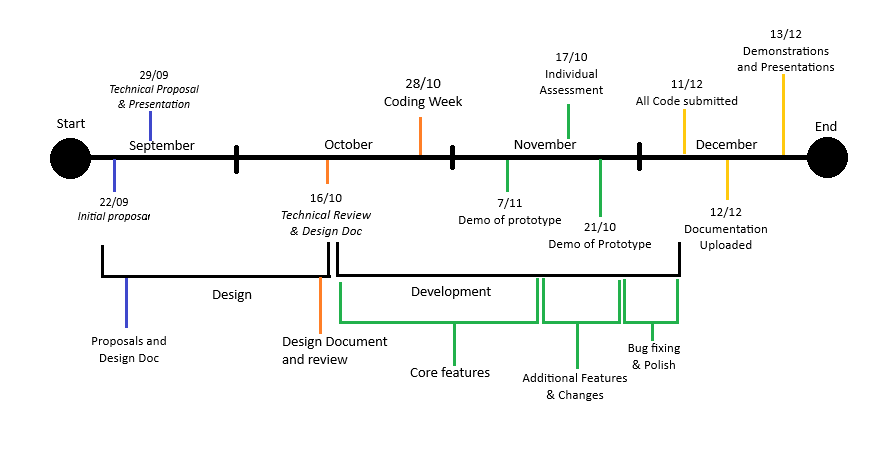 13/12
Demonstrations
and Presentations
29/09
Technical Proposal
& Presentation
28/10
Coding Week
17/10
Individual
Assessment
11/12
All Code submitted
Start
September
October
November
December
End
22/09
Initial proposal
16/10
Technical Review
& Design Doc
7/11
Demo of prototype
21/10
Demo of Prototype
12/12
Documentation
Uploaded
Design
Development
Proposals and
Design Doc
Design Document
and review
Core features
Additional Features
& Changes
Bug fixing
& Polish